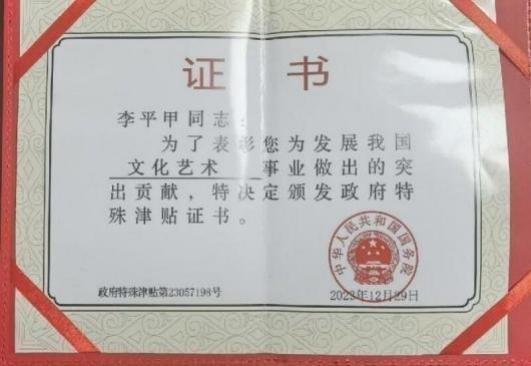 证书
李平甲同志:
为了表彰您为发展我国
文化艺术 事业做出的突
出贡献,特决定颁发政府特
殊津贴证书。
中华人民共和国国务院
政府特殊津贴第23057198号
2023年12月29日